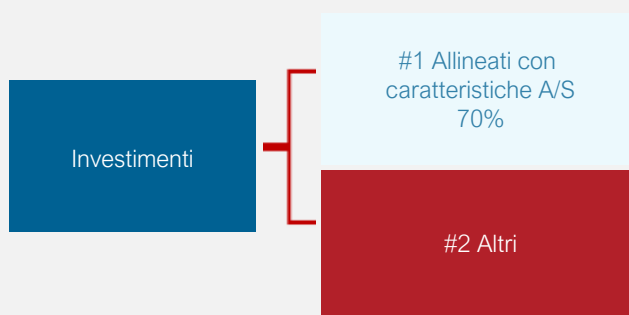 Investimenti
#1 Allineati con
caratteristiche A/S
70%
#2 Altri